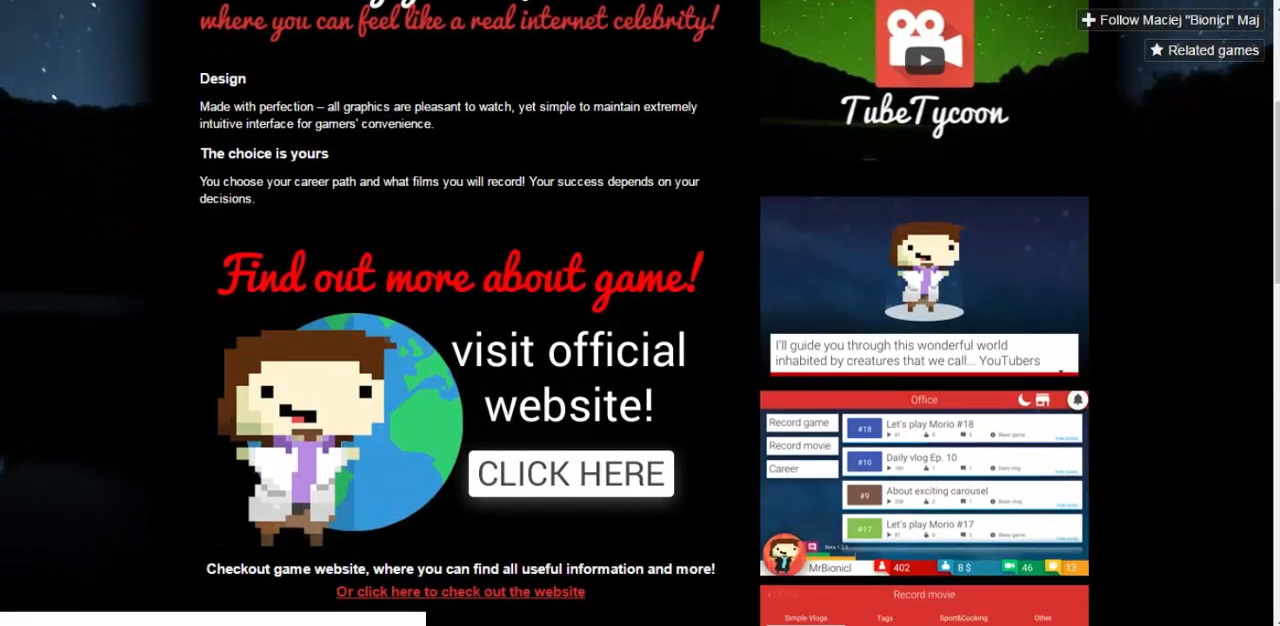 where you can feel like a real internet celebrity!
Design
Made with perfection – all graphics are pleasant to watch, yet simple to maintain extremely
intuitive interface for gamers' convenience.
The choice is yours
You choose your career path and what films you will record! Your success depends on your
decisions.
Find out more about game!
visit official
website!
CLICK HERE
Checkout game website, where you can find all useful information and more!
Or click here to check out the website
Follow Maciej "Bionicl" Maj
Related games
TubeTycoon
I'll guide you through this wonderful world
inhabited by creatures that we call... YouTubers
Office
Record game
Record movie
Career
#18
Let's play Morio #18
#10
Daily vlog Ep. 10
#9
About exciting carousel
#17
Let's play Morio #17
MrBionicl
402
8 $
46
13
Record movie
Simple Vlogs
Tags
Sport&Cooking
Other